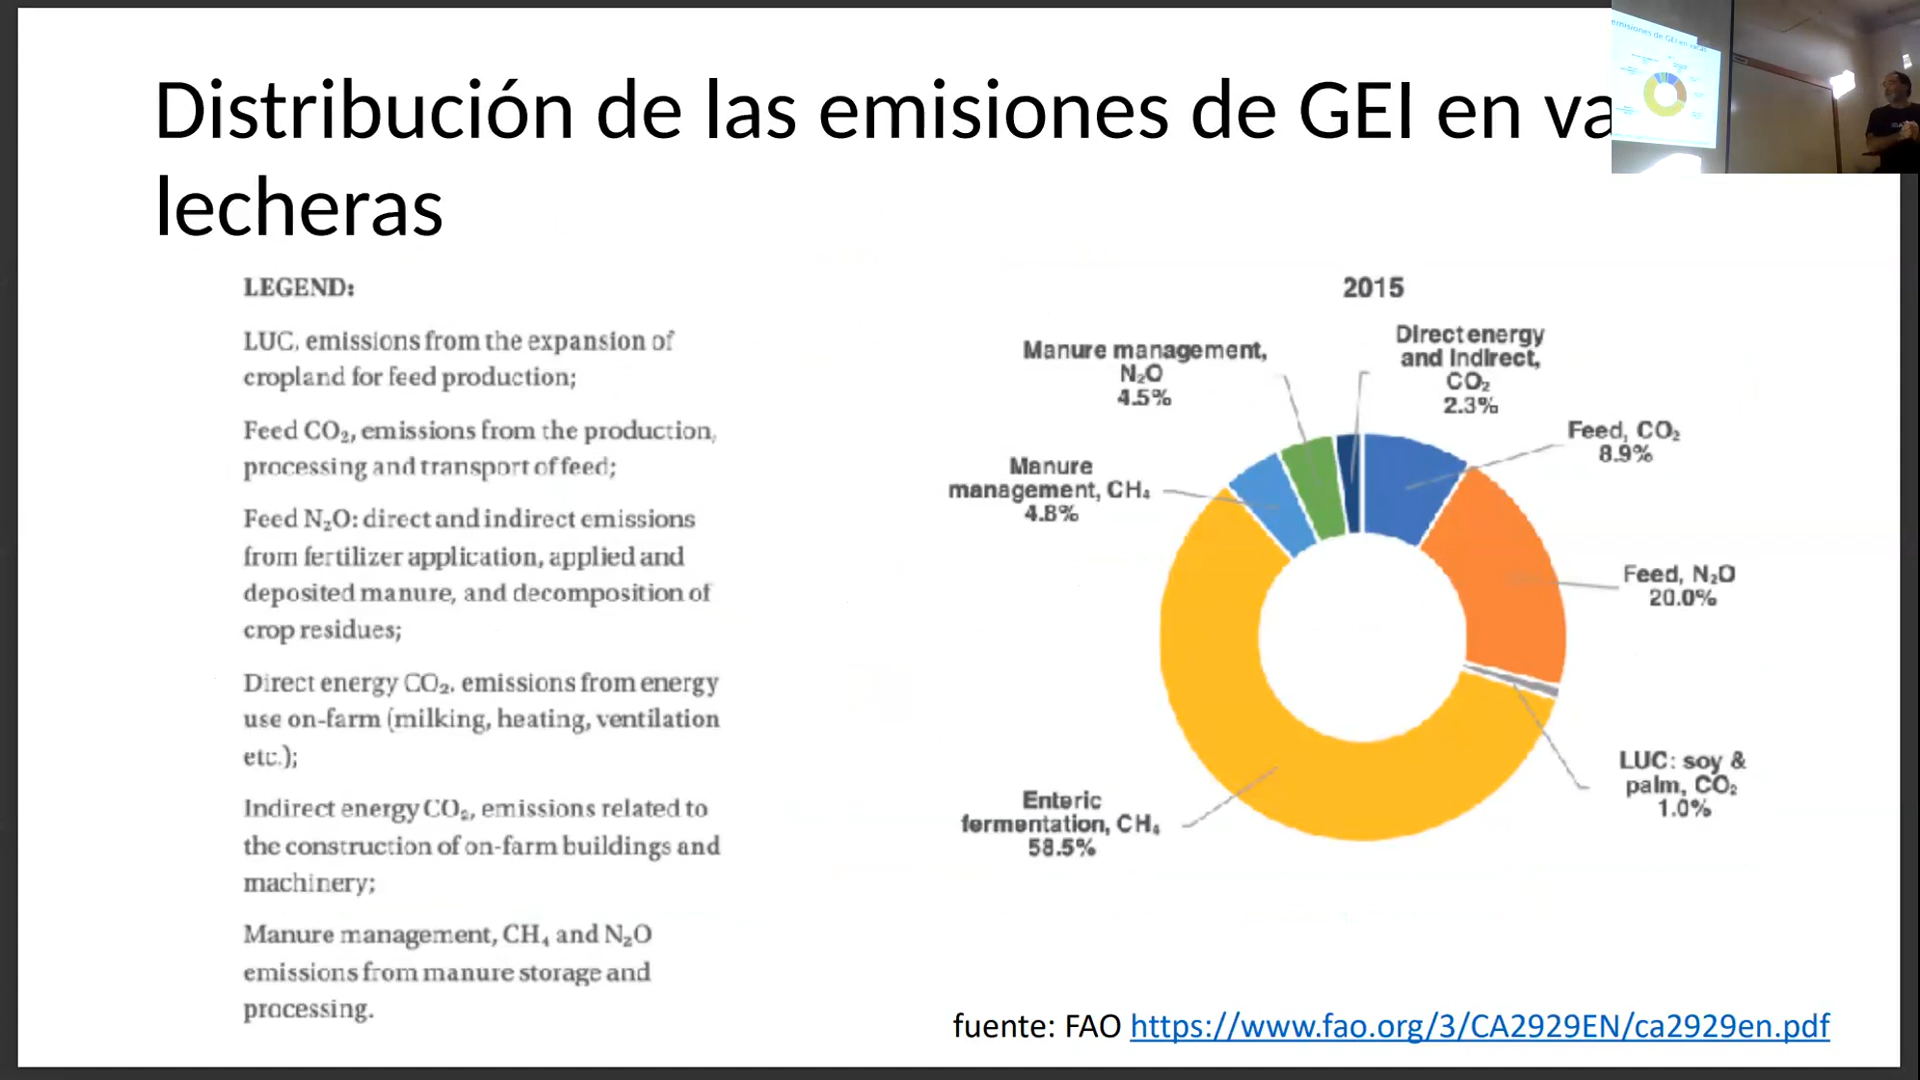 Distribución de las emisiones de GEI en va
lecheras
LEGEND:
LUC, emissions from the expansion of
cropland for feed production;
Feed CO₂, emissions from the production,
processing and transport of feed;
Feed N₂O: direct and indirect emissions
from fertilizer application, applied and
deposited manure, and decomposition of
crop residues;
Direct energy CO₂, emissions from energy
use on-farm (milking, heating, ventilation
etc.);
Indirect energy CO₂, emissions related to
the construction of on-farm buildings and
machinery;
Manure management, CH₄ and N₂O
emissions from manure storage and
processing.
2015
Manure management,
N₂O
4.5%
Direct energy
and Indirect,
CO₂
2.3%
Feed, CO₂
8.9%
Manure
management, CH₄
4.8%
Feed, N₂O
20.0%
LUC: soy &
palm, CO₂
1.0%
Enteric
fermentation, CH₄
58.5%
fuente: FAO https://www.fao.org/3/CA2929EN/ca2929en.pdf
emisiones de GEI en vacas